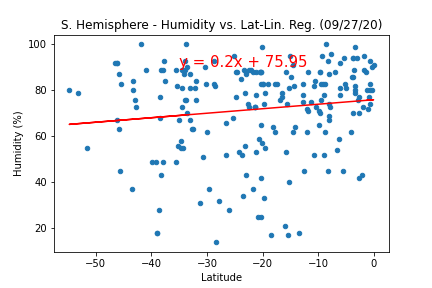 S. Hemisphere - Humidity vs. Lat-Lin. Reg. (09/27/20)
y = 0.2x + 75.95
Humidity (%)
100
80
60
40
20
−50 −40 −30 −20 −10 0
Latitude